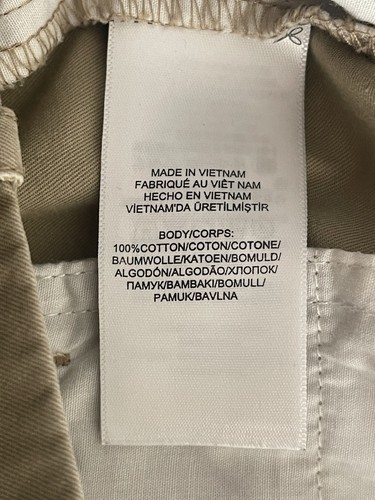 MADE IN VIETNAM
FABRIQUÉ AU VIÊT NAM
HECHO EN VIETNAM
VİETNAM'DA ÜRETİLMİŞTİR
BODY/CORPS:
100%COTTON/COTON/COTONE/
BAUMWOLLE/KATOEN/BOMULD/
ALGODÓN/ALGODÃO/ХЛОПОК/
ПАМУК/BAMBAKI/BOMULL/
PAMUK/BAVLNA